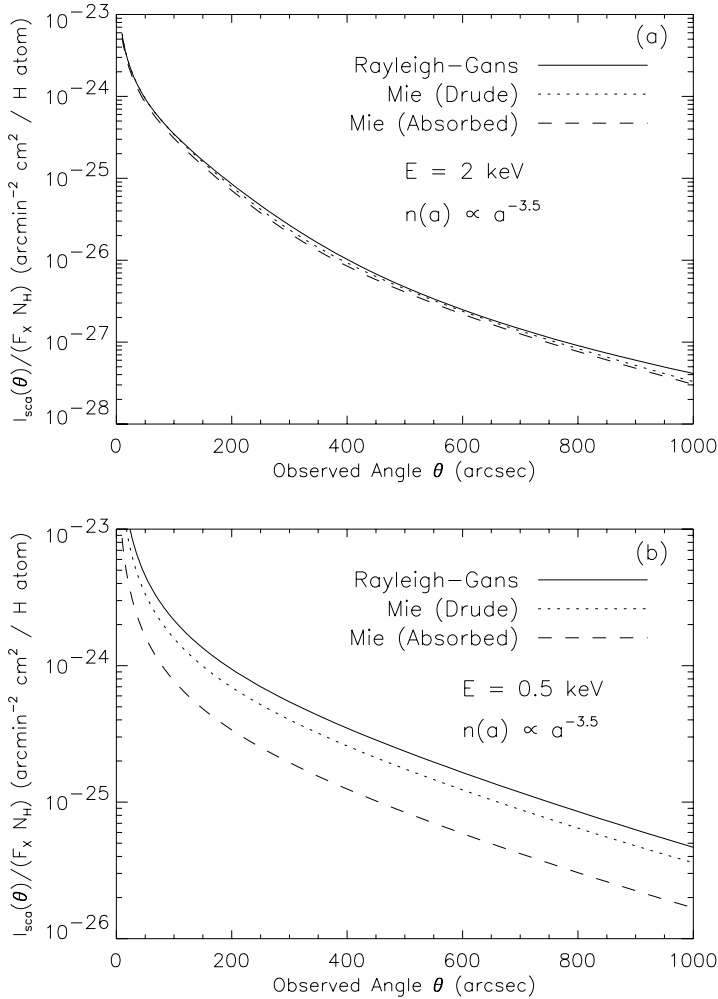 (a)
10^-23
10^-24
10^-25
10^-26
10^-27
10^-28
I_sca(θ)/(F_X N_H) (arcmin^-2 cm^2 / H atom)
Rayleigh-Gans
Mie (Drude)
Mie (Absorbed)
E = 2 keV
n(a) ∝ a^-3.5
0 200 400 600 800 1000
Observed Angle θ (arcsec)
(b)
10^-23
10^-24
10^-25
10^-26
I_sca(θ)/(F_X N_H) (arcmin^-2 cm^2 / H atom)
Rayleigh-Gans
Mie (Drude)
Mie (Absorbed)
E = 0.5 keV
n(a) ∝ a^-3.5
0 200 400 600 800 1000
Observed Angle θ (arcsec)